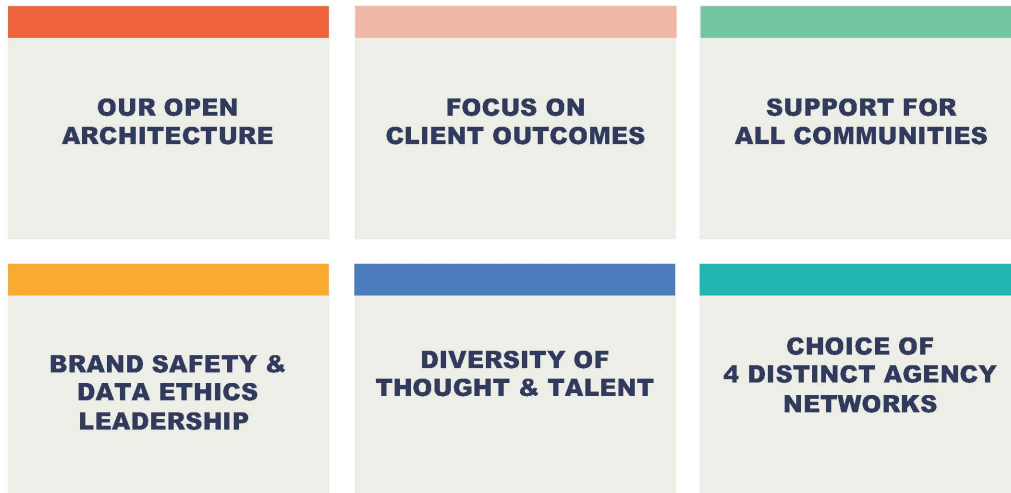 OUR OPEN
ARCHITECTURE
FOCUS ON
CLIENT OUTCOMES
SUPPORT FOR
ALL COMMUNITIES
BRAND SAFETY &
DATA ETHICS
LEADERSHIP
DIVERSITY OF
THOUGHT & TALENT
CHOICE OF
4 DISTINCT AGENCY
NETWORKS